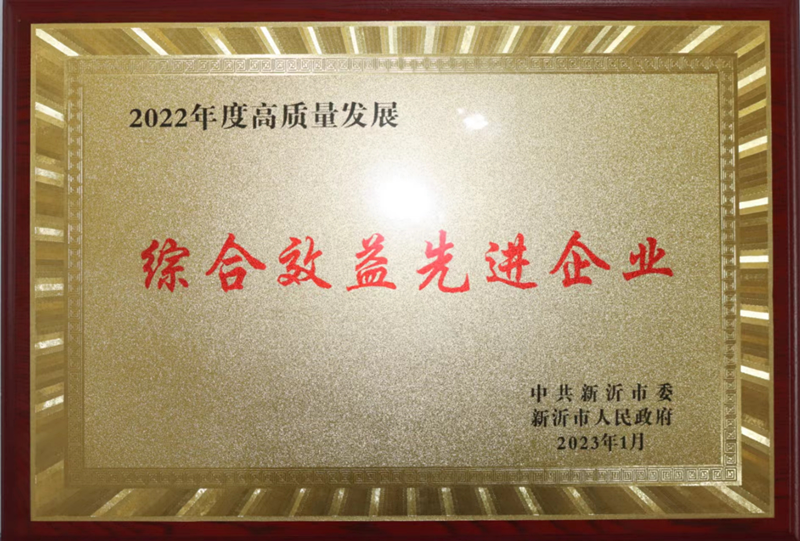 2022年度高质量发展
综合效益先进企业
中共新沂市委
新沂市人民政府
2023年1月